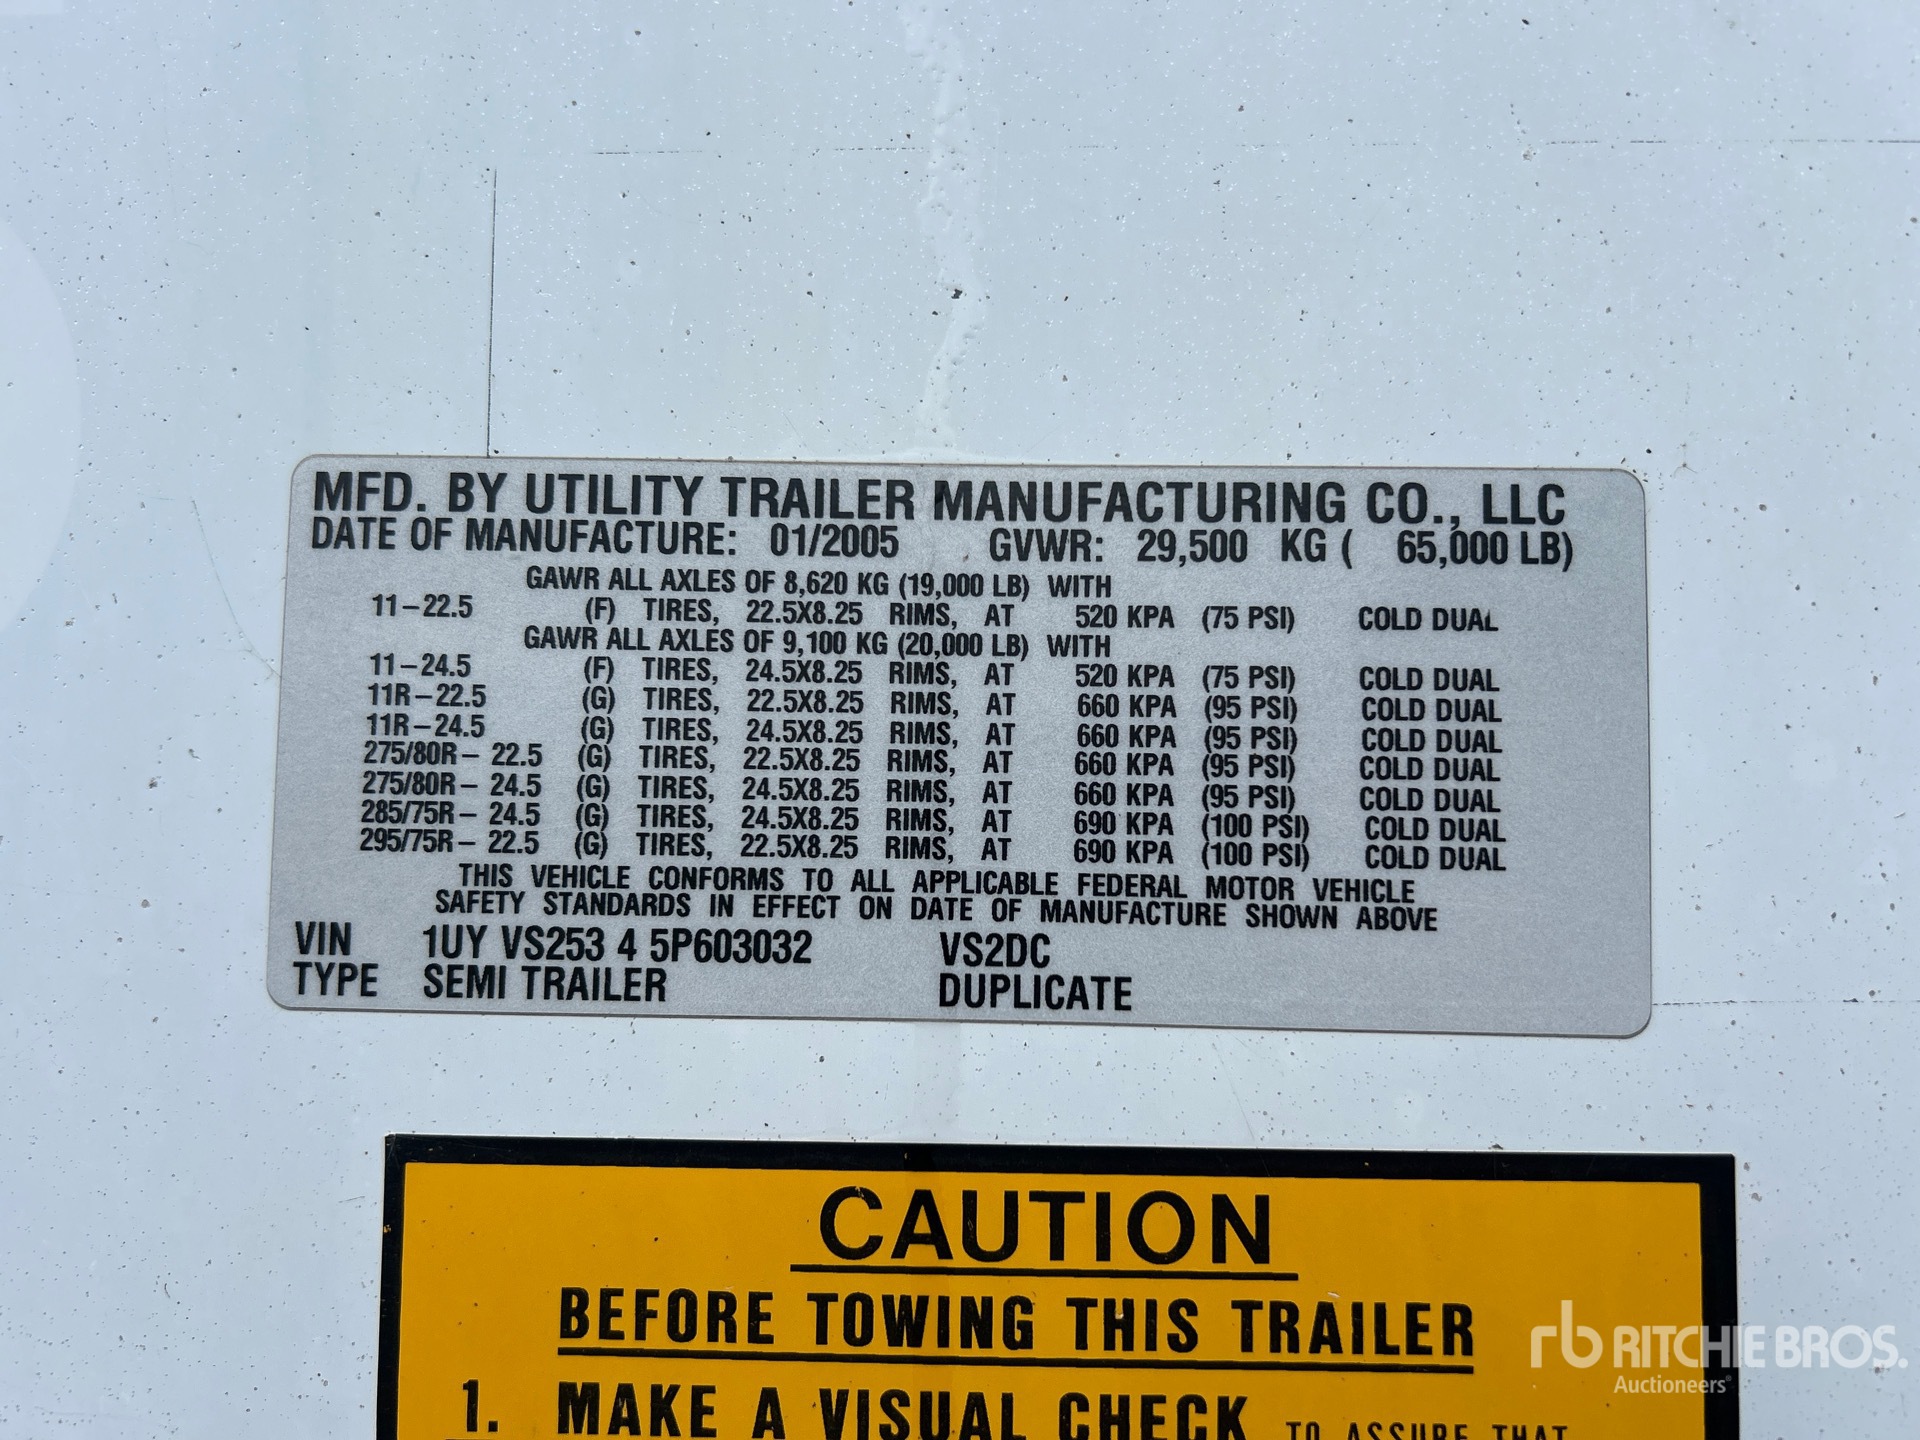 MFD. BY UTILITY TRAILER MANUFACTURING CO., LLC
DATE OF MANUFACTURE: 01/2005 GVWR: 29,500 KG ( 65,000 LB)
GAWR ALL AXLES OF 8,620 KG (19,000 LB) WITH
11-22.5 (F) TIRES, 22.5X8.25 RIMS, AT 520 KPA (75 PSI) COLD DUAL
GAWR ALL AXLES OF 9,100 KG (20,000 LB) WITH
11-24.5 (F) TIRES, 24.5X8.25 RIMS, AT 520 KPA (75 PSI) COLD DUAL
11R-22.5 (G) TIRES, 22.5X8.25 RIMS, AT 660 KPA (95 PSI) COLD DUAL
11R-24.5 (G) TIRES, 24.5X8.25 RIMS, AT 660 KPA (95 PSI) COLD DUAL
275/80R- 22.5 (G) TIRES, 22.5X8.25 RIMS, AT 660 KPA (95 PSI) COLD DUAL
275/80R- 24.5 (G) TIRES, 24.5X8.25 RIMS, AT 660 KPA (95 PSI) COLD DUAL
285/75R- 24.5 (G) TIRES, 24.5X8.25 RIMS, AT 690 KPA (100 PSI) COLD DUAL
295/75R- 22.5 (G) TIRES, 22.5X8.25 RIMS, AT 690 KPA (100 PSI) COLD DUAL
THIS VEHICLE CONFORMS TO ALL APPLICABLE FEDERAL MOTOR VEHICLE
SAFETY STANDARDS IN EFFECT ON DATE OF MANUFACTURE SHOWN ABOVE
VIN 1UY VS253 4 5P603032 VS2DC
TYPE SEMI TRAILER DUPLICATE
CAUTION
BEFORE TOWING THIS TRAILER
1. MAKE A VISUAL CHECK TO ASSURE THAT
rb RITCHIE BROS.
Auctioneers